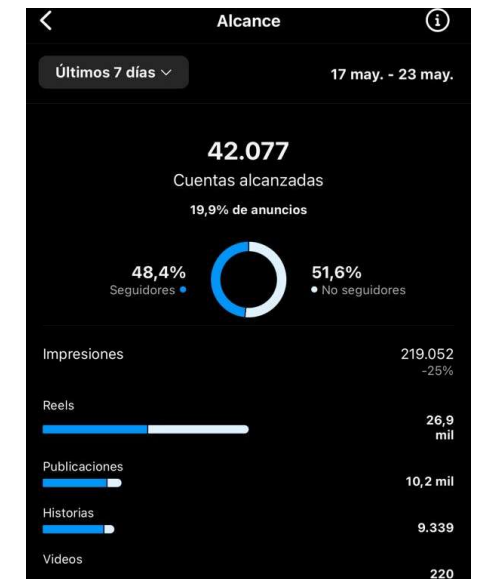 Alcance
Últimos 7 días
17 may. - 23 may.
42.077
Cuentas alcanzadas
19,9% de anuncios
48,4%
Seguidores
51,6%
No seguidores
Impresiones
219.052
-25%
Reels
26,9
mil
Publicaciones
10,2 mil
Historias
9.339
Videos
220